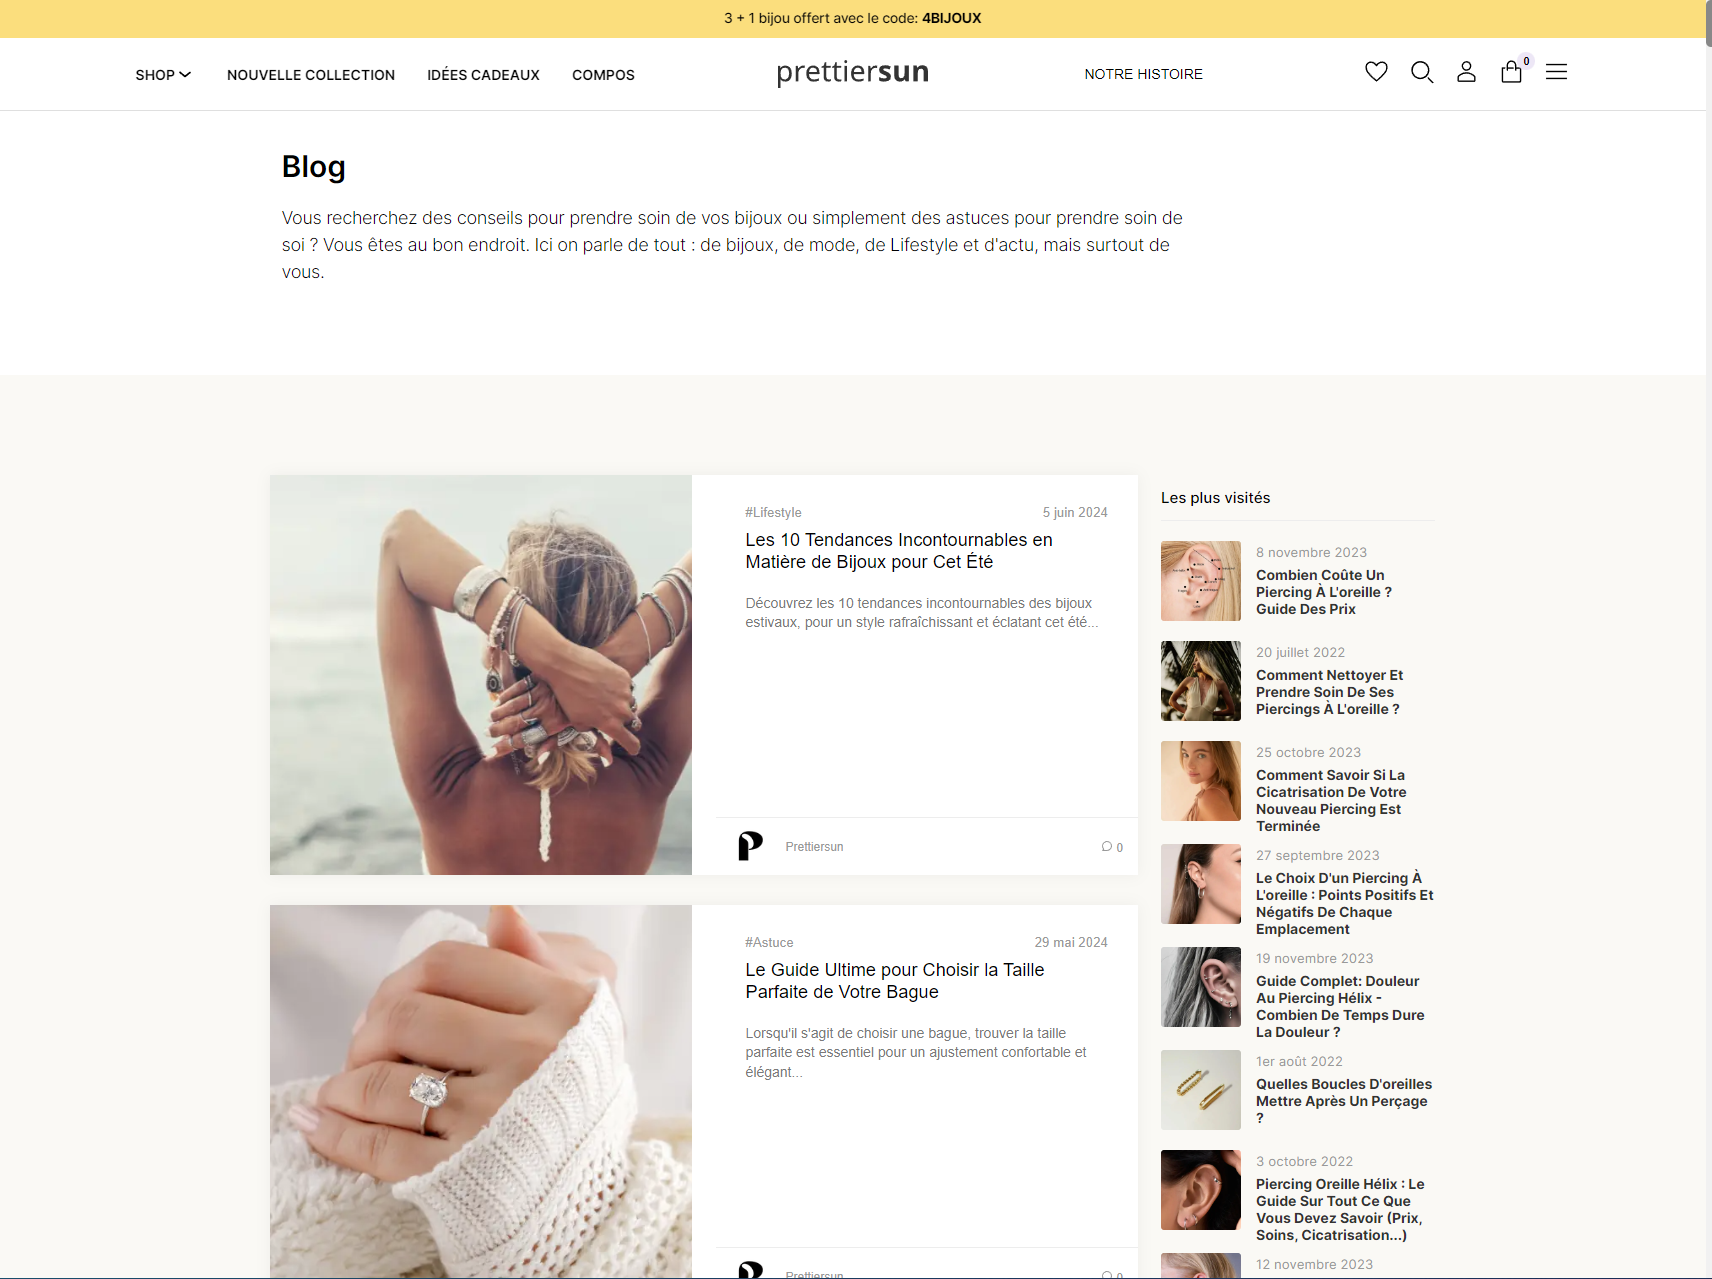 3 + 1 bijou offert avec le code: 4BIJOUX
SHOP
NOUVELLE COLLECTION
IDÉES CADEAUX
COMPOS
prettiersun
NOTRE HISTOIRE
0
Blog
Vous recherchez des conseils pour prendre soin de vos bijoux ou simplement des astuces pour prendre soin de
soi ? Vous êtes au bon endroit. Ici on parle de tout : de bijoux, de mode, de Lifestyle et d'actu, mais surtout de
vous.
#Lifestyle
5 juin 2024
Les 10 Tendances Incontournables en
Matière de Bijoux pour Cet Été
Découvrez les 10 tendances incontournables des bijoux
estivaux, pour un style rafraîchissant et éclatant cet été...
Prettiersun
0
#Astuce
29 mai 2024
Le Guide Ultime pour Choisir la Taille
Parfaite de Votre Bague
Lorsqu'il s'agit de choisir une bague, trouver la taille
parfaite est essentiel pour un ajustement confortable et
élégant...
Prettiersun
0
Les plus visités
8 novembre 2023
Combien Coûte Un
Piercing À L'oreille ?
Guide Des Prix
20 juillet 2022
Comment Nettoyer Et
Prendre Soin De Ses
Piercings À L'oreille ?
25 octobre 2023
Comment Savoir Si La
Cicatrisation De Votre
Nouveau Piercing Est
Terminée
27 septembre 2023
Le Choix D'un Piercing À
L'oreille : Points Positifs Et
Négatifs De Chaque
Emplacement
19 novembre 2023
Guide Complet: Douleur
Au Piercing Hélix -
Combien De Temps Dure
La Douleur ?
1er août 2022
Quelles Boucles D'oreilles
Mettre Après Un Perçage
?
3 octobre 2022
Piercing Oreille Hélix : Le
Guide Sur Tout Ce Que
Vous Devez Savoir (Prix,
Soins, Cicatrisation...)
12 novembre 2023